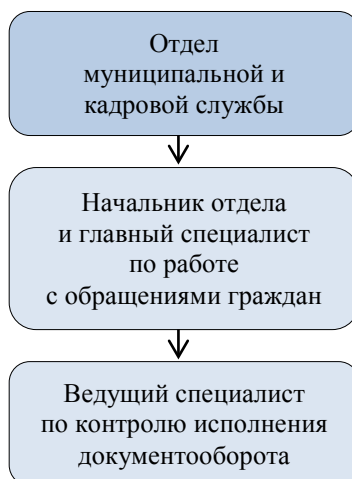 Отдел
муниципальной и
кадровой службы
Начальник отдела
и главный специалист
по работе
с обращениями граждан
Ведущий специалист
по контролю исполнения
документооборота